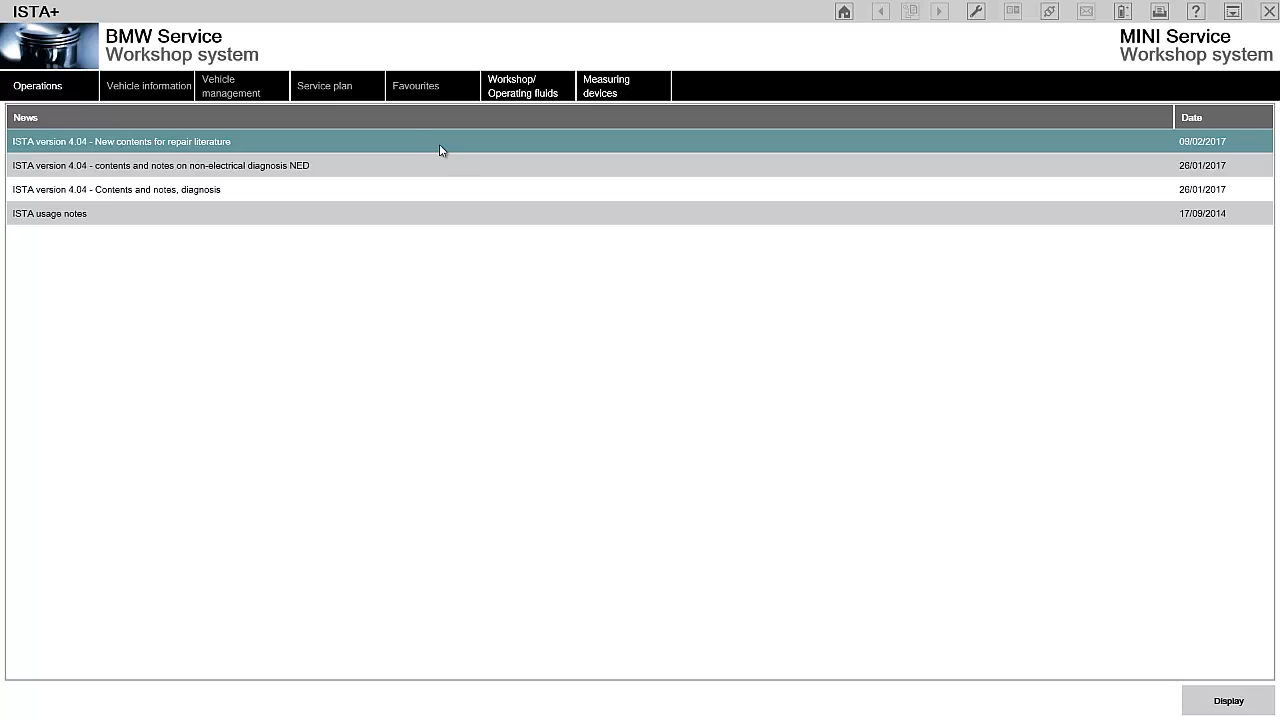 ISTA+
BMW Service
Workshop system
MINI Service
Workshop system
Operations
Vehicle information
Vehicle
management
Service plan
Favourites
Workshop/
Operating fluids
Measuring
devices
News Date
ISTA version 4.04 - New contents for repair literature 09/02/2017
ISTA version 4.04 - contents and notes on non-electrical diagnosis NED 26/01/2017
ISTA version 4.04 - Contents and notes, diagnosis 26/01/2017
ISTA usage notes 17/09/2014
Display